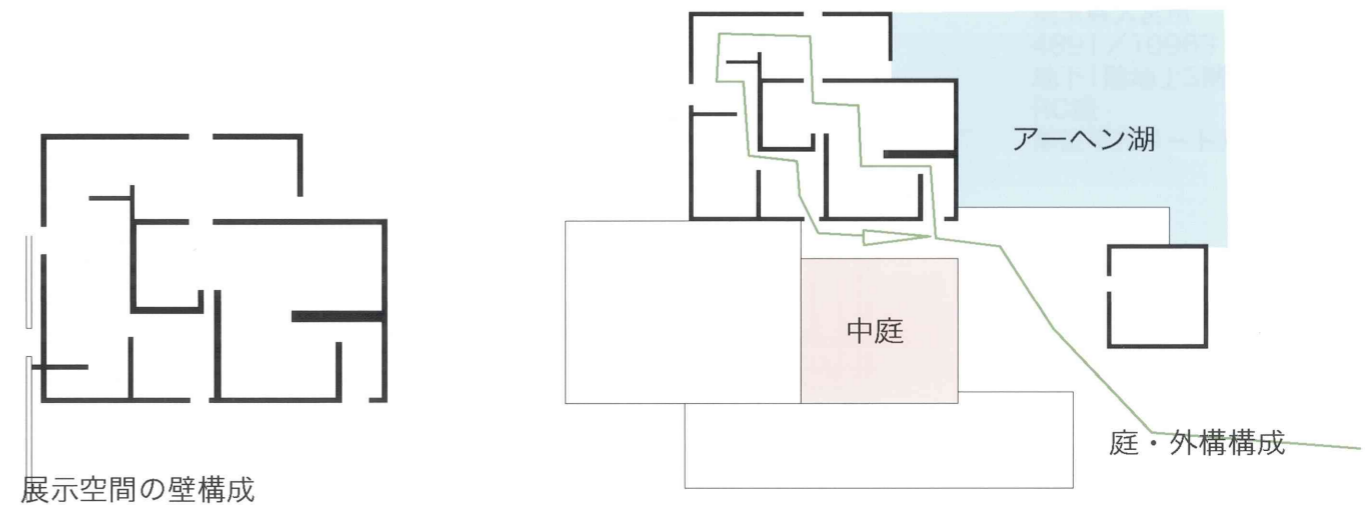 アーヘン湖
中庭
庭・外構構成
展示空間の壁構成